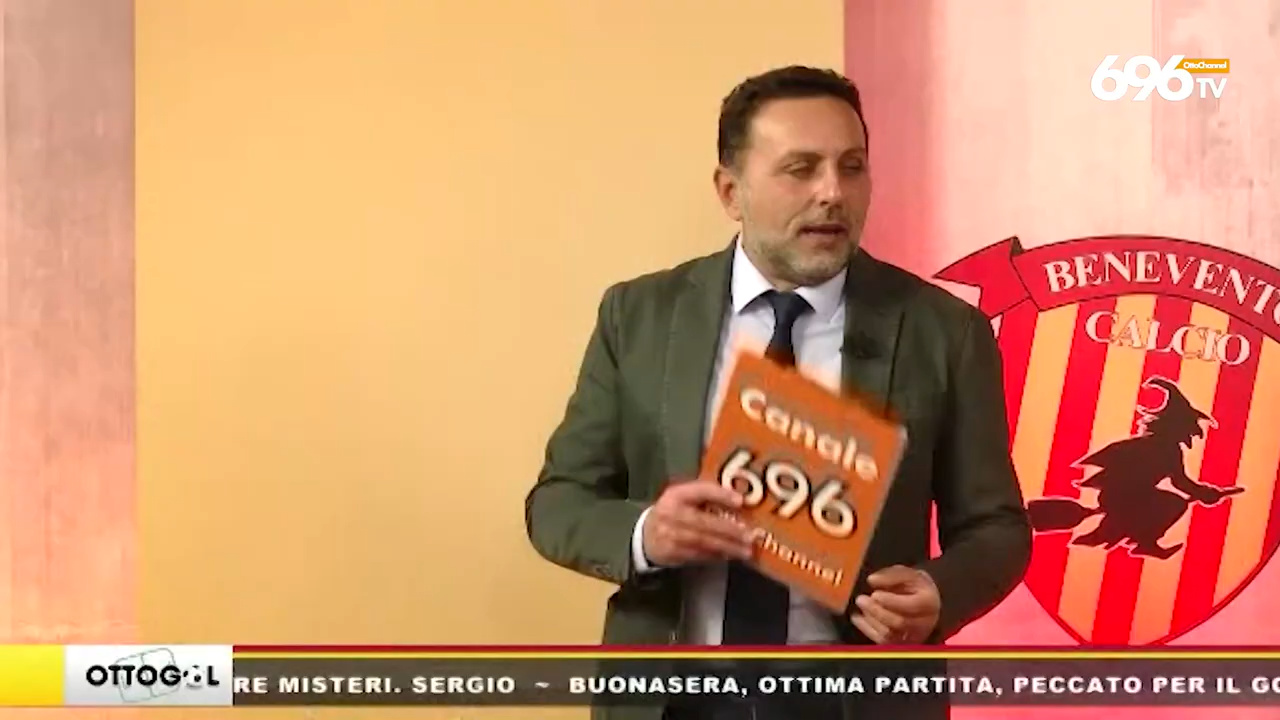 696
OttoChannel
TV
BENEVENTO
CALCIO
Canale
696
Channel
OTTOGOL
RE MISTERI. SERGIO ~ BUONASERA, OTTIMA PARTITA, PECCATO PER IL GO